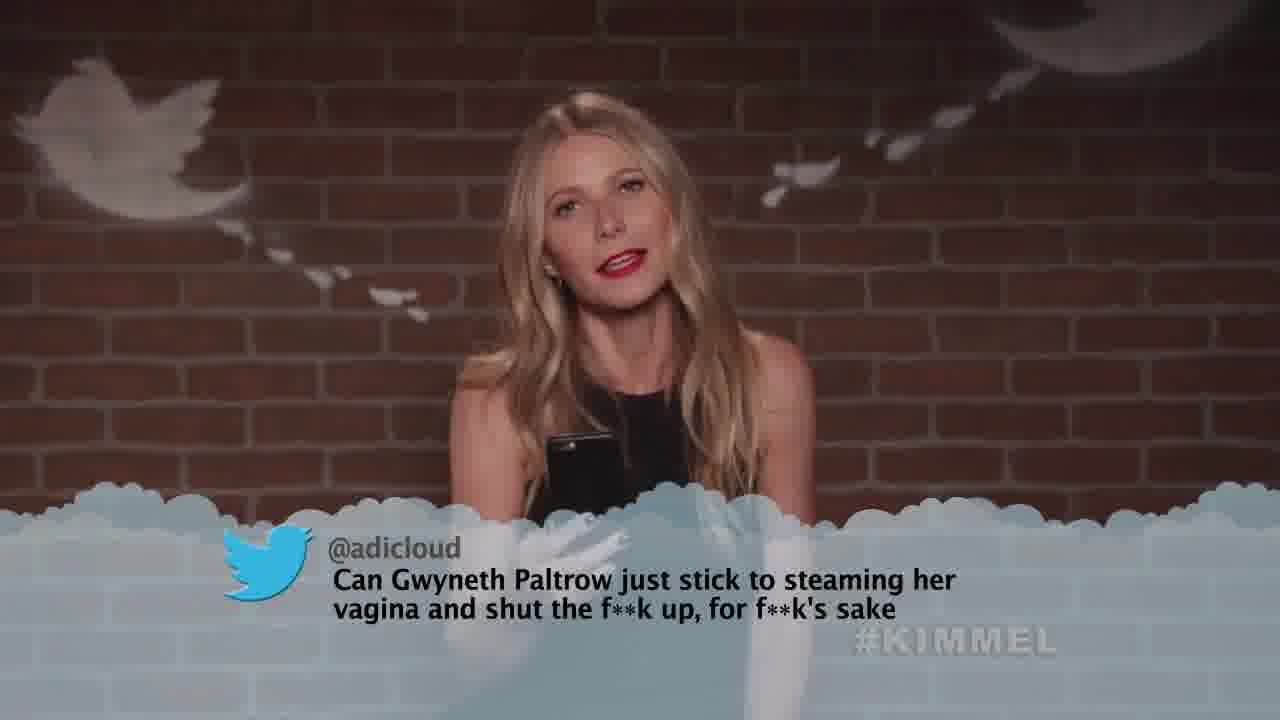 @adicloud
Can Gwyneth Paltrow just stick to steaming her
vagina and shut the f**k up, for f**k's sake
#KIMMEL